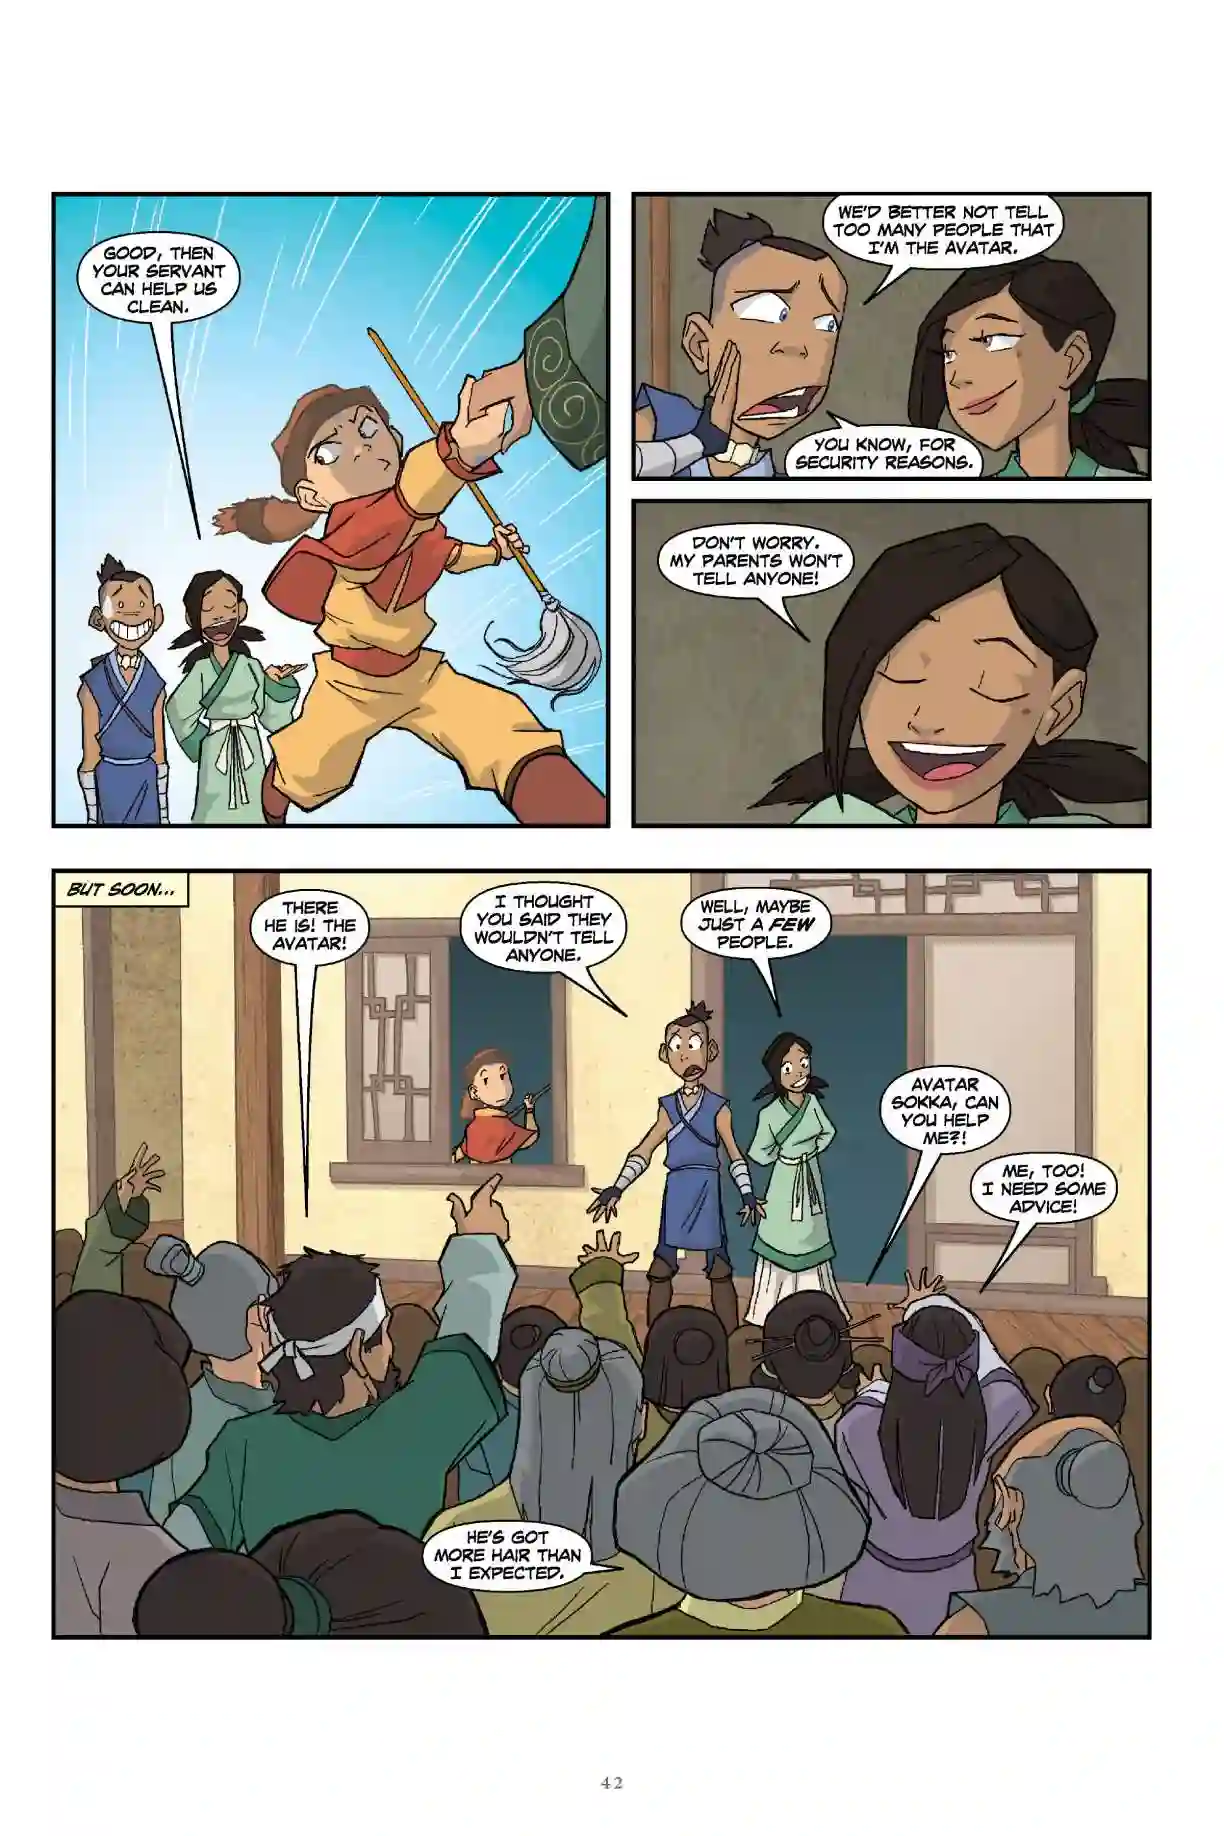 GOOD, THEN
YOUR SERVANT
CAN HELP US
CLEAN.
WE'D BETTER NOT TELL
TOO MANY PEOPLE THAT
I'M THE AVATAR.
YOU KNOW, FOR
SECURITY REASONS.
DON'T WORRY.
MY PARENTS WON'T
TELL ANYONE!
BUT SOON...
THERE
HE IS! THE
AVATAR!
I THOUGHT
YOU SAID THEY
WOULDN'T TELL
ANYONE.
WELL, MAYBE
JUST A FEW
PEOPLE.
AVATAR
SOKKA, CAN
YOU HELP
ME?!
ME, TOO!
I NEED SOME
ADVICE!
HE'S GOT
MORE HAIR THAN
I EXPECTED.
42